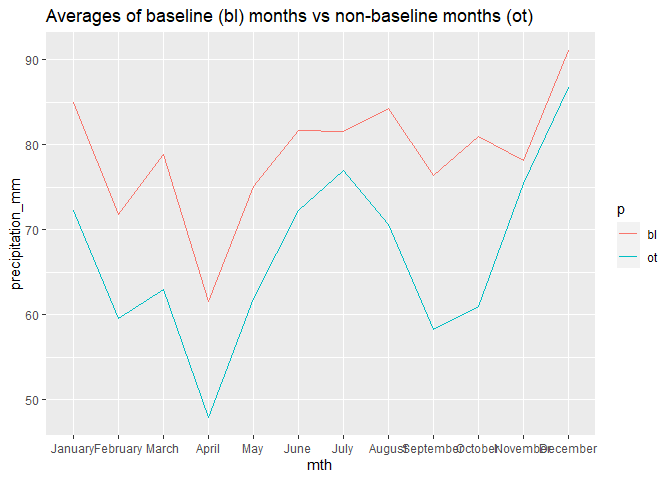 Averages of baseline (bl) months vs non-baseline months (ot)
90
80
70
60
50
precipitation_mm
January February March April May June July August September October November December
mth
p
bl
ot